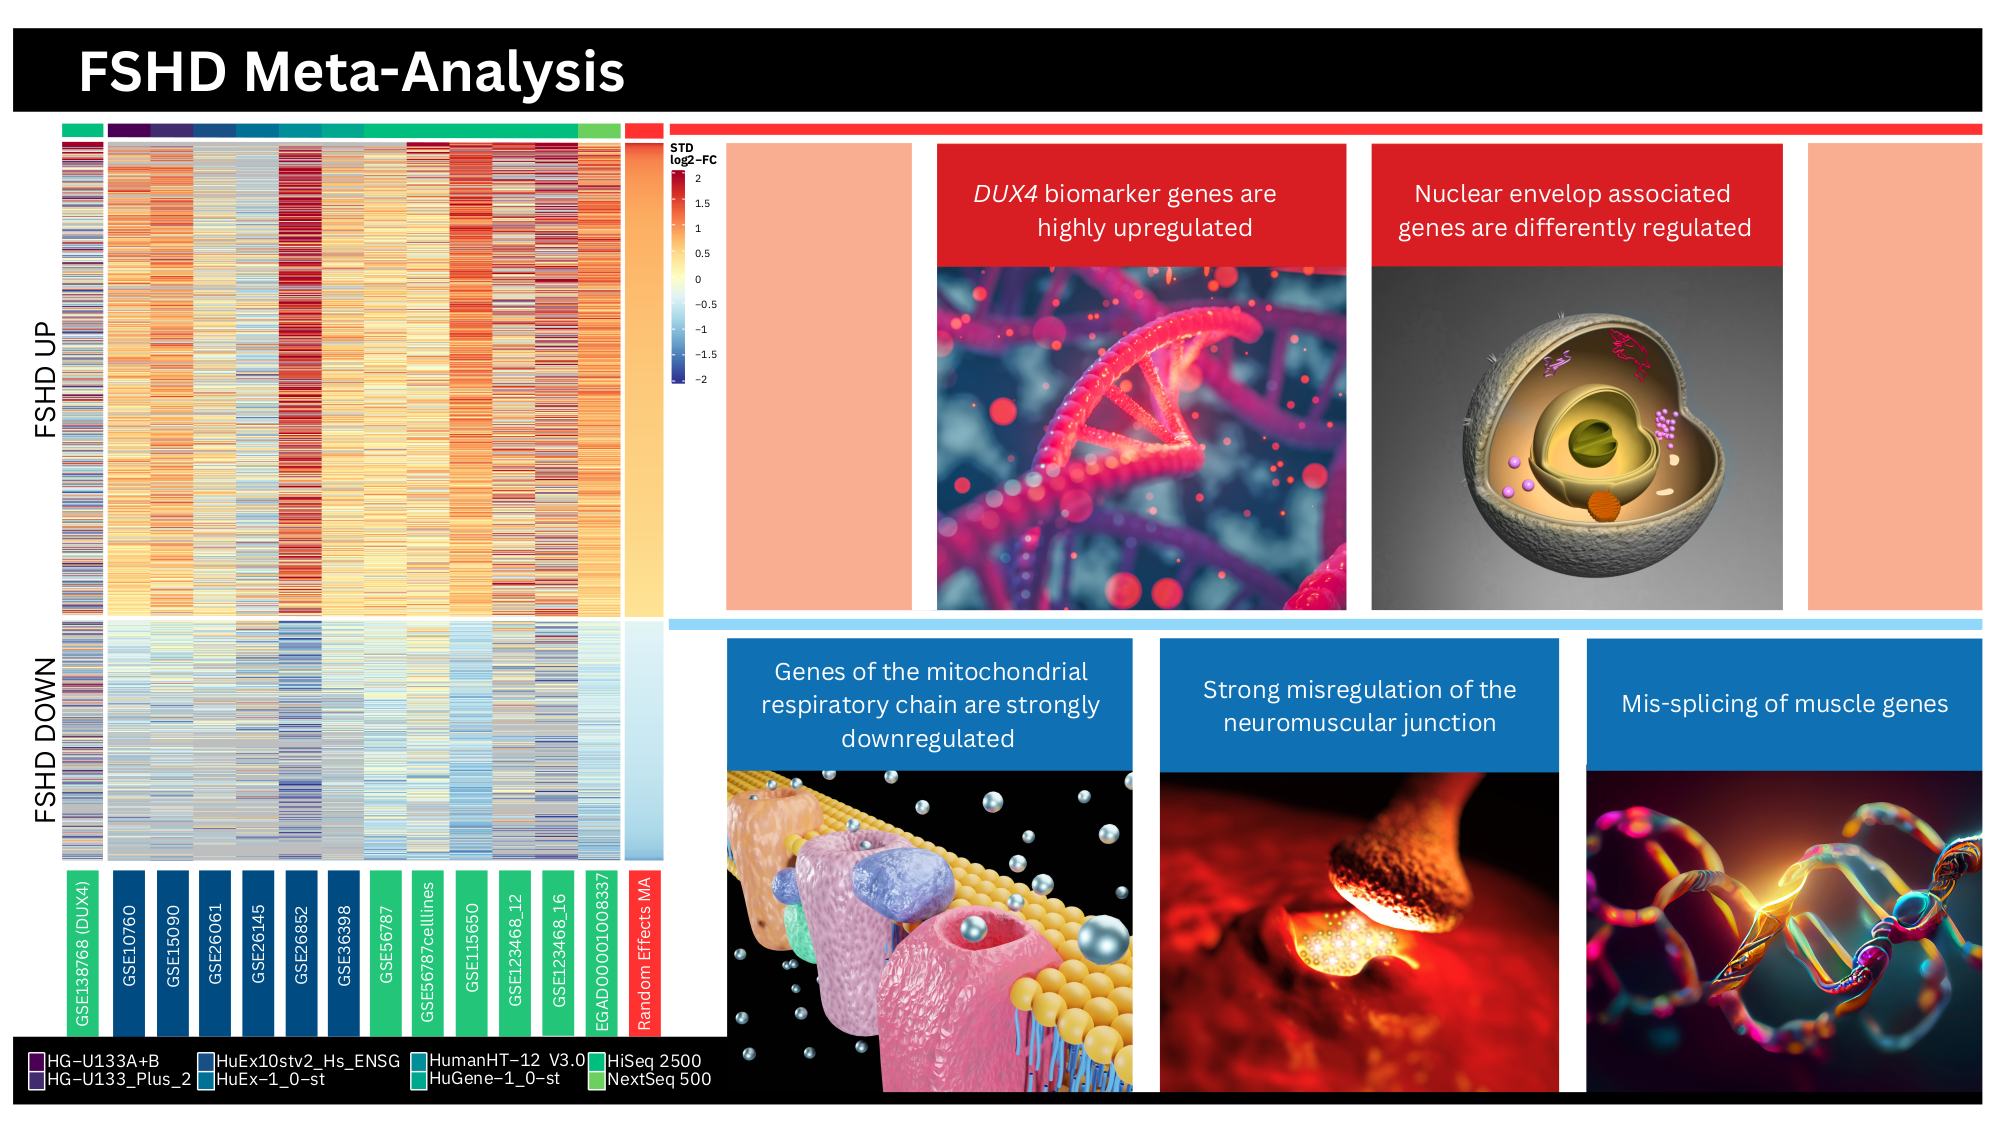 FSHD Meta-Analysis
STD
log2-FC
2
1.5
1
0.5
0
-0.5
-1
-1.5
-2
FSHD UP
FSHD DOWN
DUX4 biomarker genes are
highly upregulated
Nuclear envelop associated
genes are differently regulated
Genes of the mitochondrial
respiratory chain are strongly
downregulated
Strong misregulation of the
neuromuscular junction
Mis-splicing of muscle genes
GSE138768 (DUX4)
GSE10760
GSE15090
GSE26061
GSE26145
GSE26852
GSE36398
GSE56787
GSE56787celllines
GSE115650
GSE123468_12
GSE123468_16
EGAD00001008337
Random Effects MA
HG-U133A+B
HuEx10stv2_Hs_ENSG
HumanHT-12 V3.0
HiSeq 2500
HG-U133_Plus_2
HuEx-1_0-st
HuGene-1_0-st
NextSeq 500